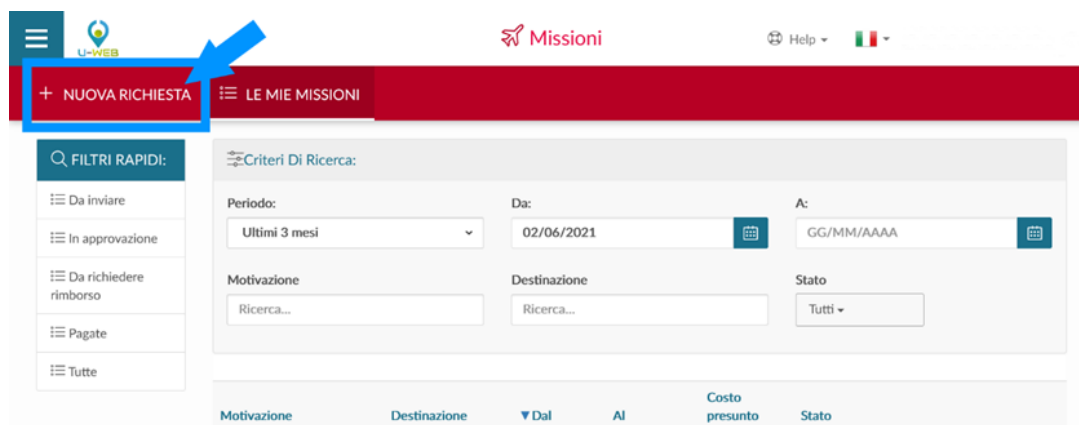 U-WEB
Missioni
Help
+ NUOVA RICHIESTA
LE MIE MISSIONI
FILTRI RAPIDI:
Da inviare
In approvazione
Da richiedere
rimborso
Pagate
Tutte
Criteri Di Ricerca:
Periodo: Da: A:
Ultimi 3 mesi 02/06/2021 GG/MM/AAAA
Motivazione Destinazione Stato
Ricerca... Ricerca... Tutti
Costo
Motivazione Destinazione ▼Dal Al presunto Stato